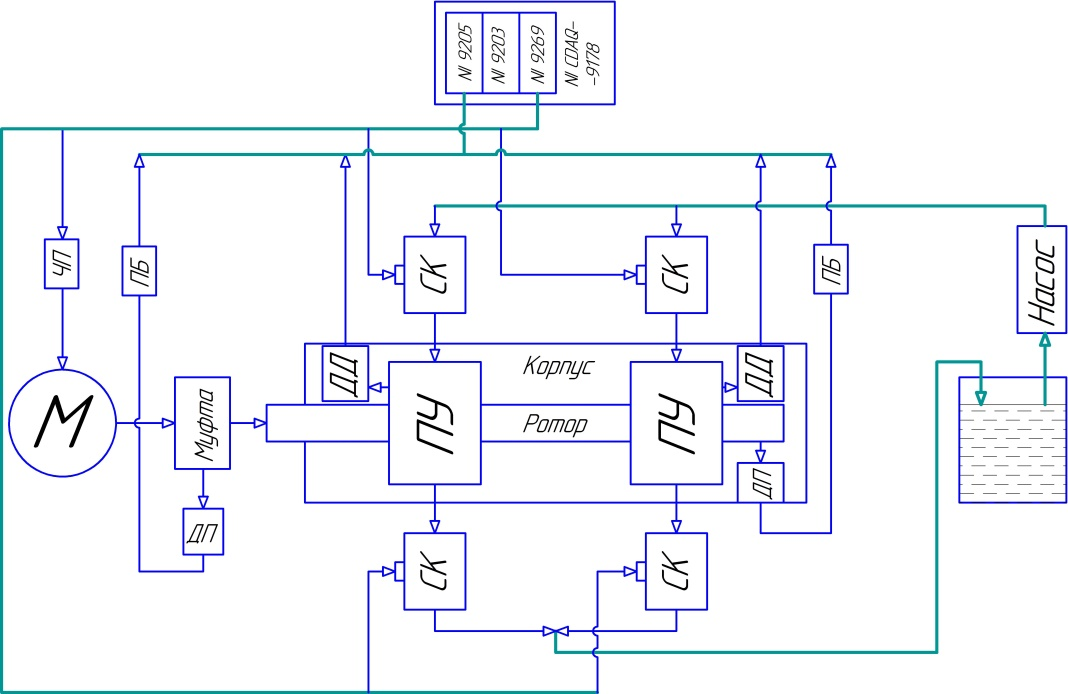 NI 9205
NI 9203
NI 9269
NI CDAQ-
-9178
ЧП
ПБ
СК
СК
ПБ
Насос
ДД
Корпус
ДД
М
Муфта
ПУ
Ротор
ПУ
ДП
ДП
СК
СК